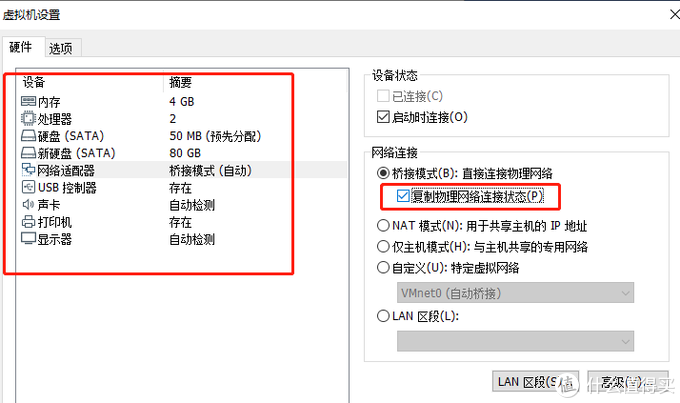 虚拟机设置
硬件 选项
设备 摘要
内存 4 GB
处理器 2
硬盘 (SATA) 50 MB (预先分配)
新硬盘 (SATA) 80 GB
网络适配器 桥接模式 (自动)
USB 控制器 存在
声卡 自动检测
打印机 存在
显示器 自动检测
设备状态
已连接(C)
启动时连接(O)
网络连接
桥接模式(B): 直接连接物理网络
复制物理网络连接状态(P)
NAT 模式(N): 用于共享主机的 IP 地址
仅主机模式(H): 与主机共享的专用网络
自定义(U): 特定虚拟网络
VMnet0 (自动桥接)
LAN 区段(L):
LAN 区段(S)...
高级(V)...
值 什么值得买